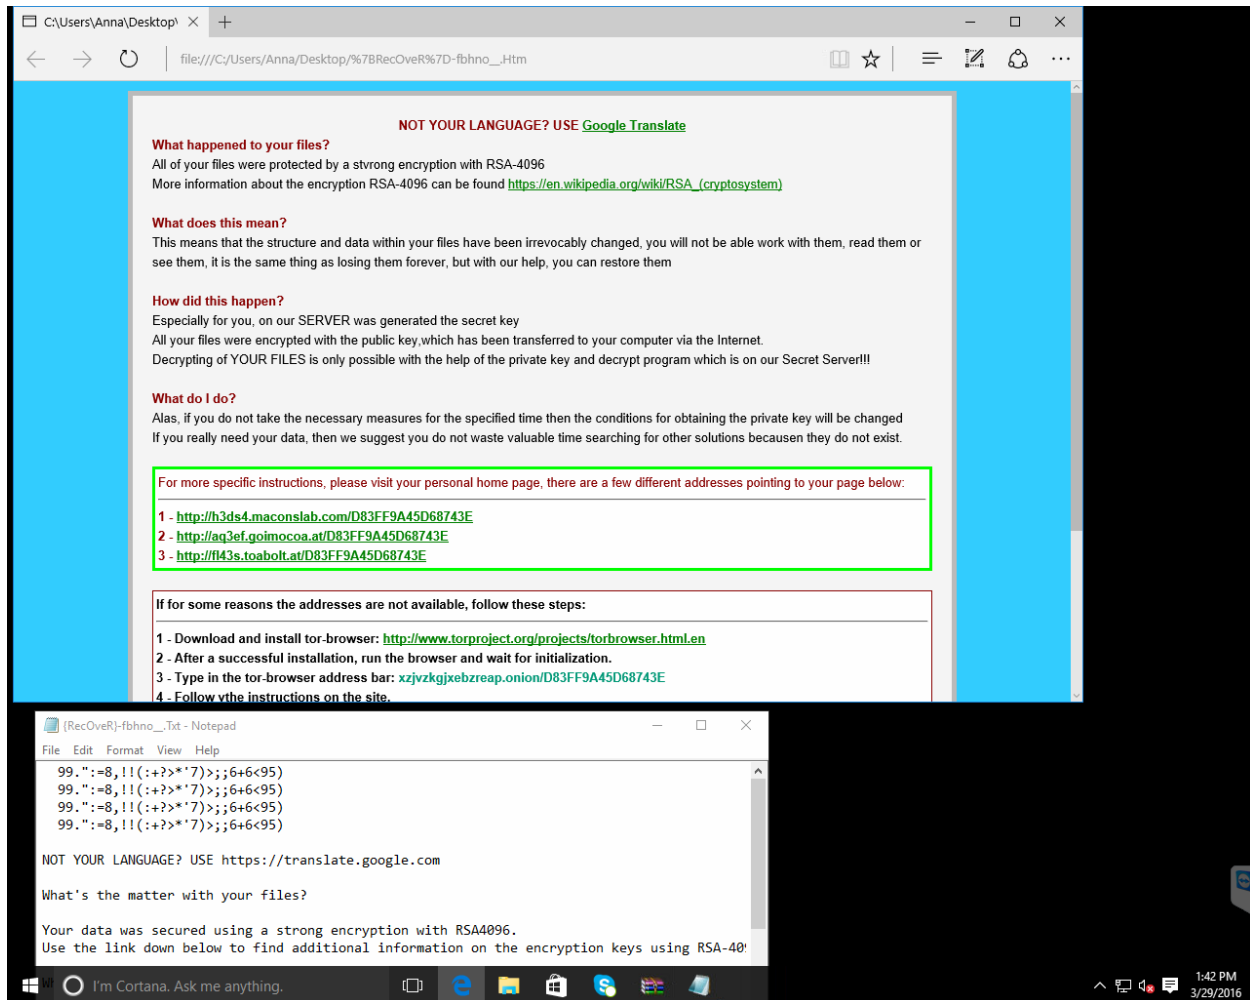 C:\Users\Anna\Desktop\
file:///C:/Users/Anna/Desktop/%7BRecOveR%7D-fbhno__.Htm
NOT YOUR LANGUAGE? USE Google Translate
What happened to your files?
All of your files were protected by a stvrong encryption with RSA-4096
More information about the encryption RSA-4096 can be found https://en.wikipedia.org/wiki/RSA_(cryptosystem)
What does this mean?
This means that the structure and data within your files have been irrevocably changed, you will not be able work with them, read them or
see them, it is the same thing as losing them forever, but with our help, you can restore them
How did this happen?
Especially for you, on our SERVER was generated the secret key
All your files were encrypted with the public key,which has been transferred to your computer via the Internet.
Decrypting of YOUR FILES is only possible with the help of the private key and decrypt program which is on our Secret Server!!!
What do I do?
Alas, if you do not take the necessary measures for the specified time then the conditions for obtaining the private key will be changed
If you really need your data, then we suggest you do not waste valuable time searching for other solutions becausen they do not exist.
For more specific instructions, please visit your personal home page, there are a few different addresses pointing to your page below:
1 - http://h3ds4.maconslab.com/D83FF9A45D68743E
2 - http://aq3ef.goimocoa.at/D83FF9A45D68743E
3 - http://fl43s.toabolt.at/D83FF9A45D68743E
If for some reasons the addresses are not available, follow these steps:
1 - Download and install tor-browser: http://www.torproject.org/projects/torbrowser.html.en
2 - After a successful installation, run the browser and wait for initialization.
3 - Type in the tor-browser address bar: xzjvzkgjxebzreap.onion/D83FF9A45D68743E
4 - Follow vthe instructions on the site.
{RecOveR}-fbhno__.Txt - Notepad
File Edit Format View Help
99.":=8,!!(:+?>*'7)>;;6+6<95)
99.":=8,!!(:+?>*'7)>;;6+6<95)
99.":=8,!!(:+?>*'7)>;;6+6<95)
99.":=8,!!(:+?>*'7)>;;6+6<95)
NOT YOUR LANGUAGE? USE https://translate.google.com
What's the matter with your files?
Your data was secured using a strong encryption with RSA4096.
Use the link down below to find additional information on the encryption keys using RSA-40
I'm Cortana. Ask me anything.
1:42 PM
3/29/2016